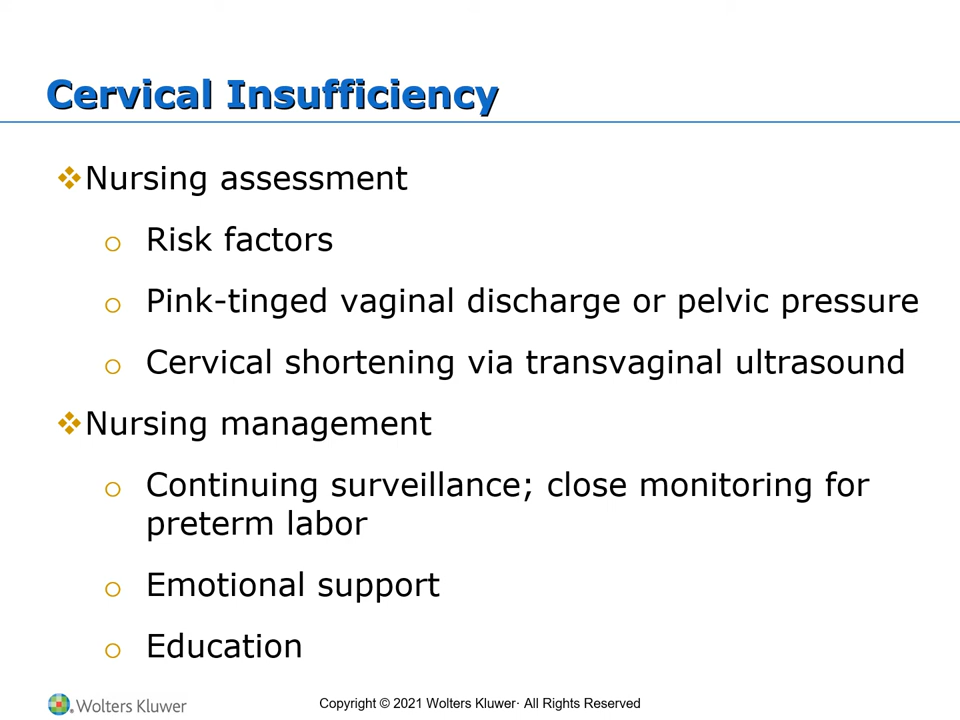 Cervical Insufficiency
❖Nursing assessment
o Risk factors
o Pink-tinged vaginal discharge or pelvic pressure
o Cervical shortening via transvaginal ultrasound
❖Nursing management
o Continuing surveillance; close monitoring for
preterm labor
o Emotional support
o Education
Wolters Kluwer
Copyright © 2021 Wolters Kluwer· All Rights Reserved